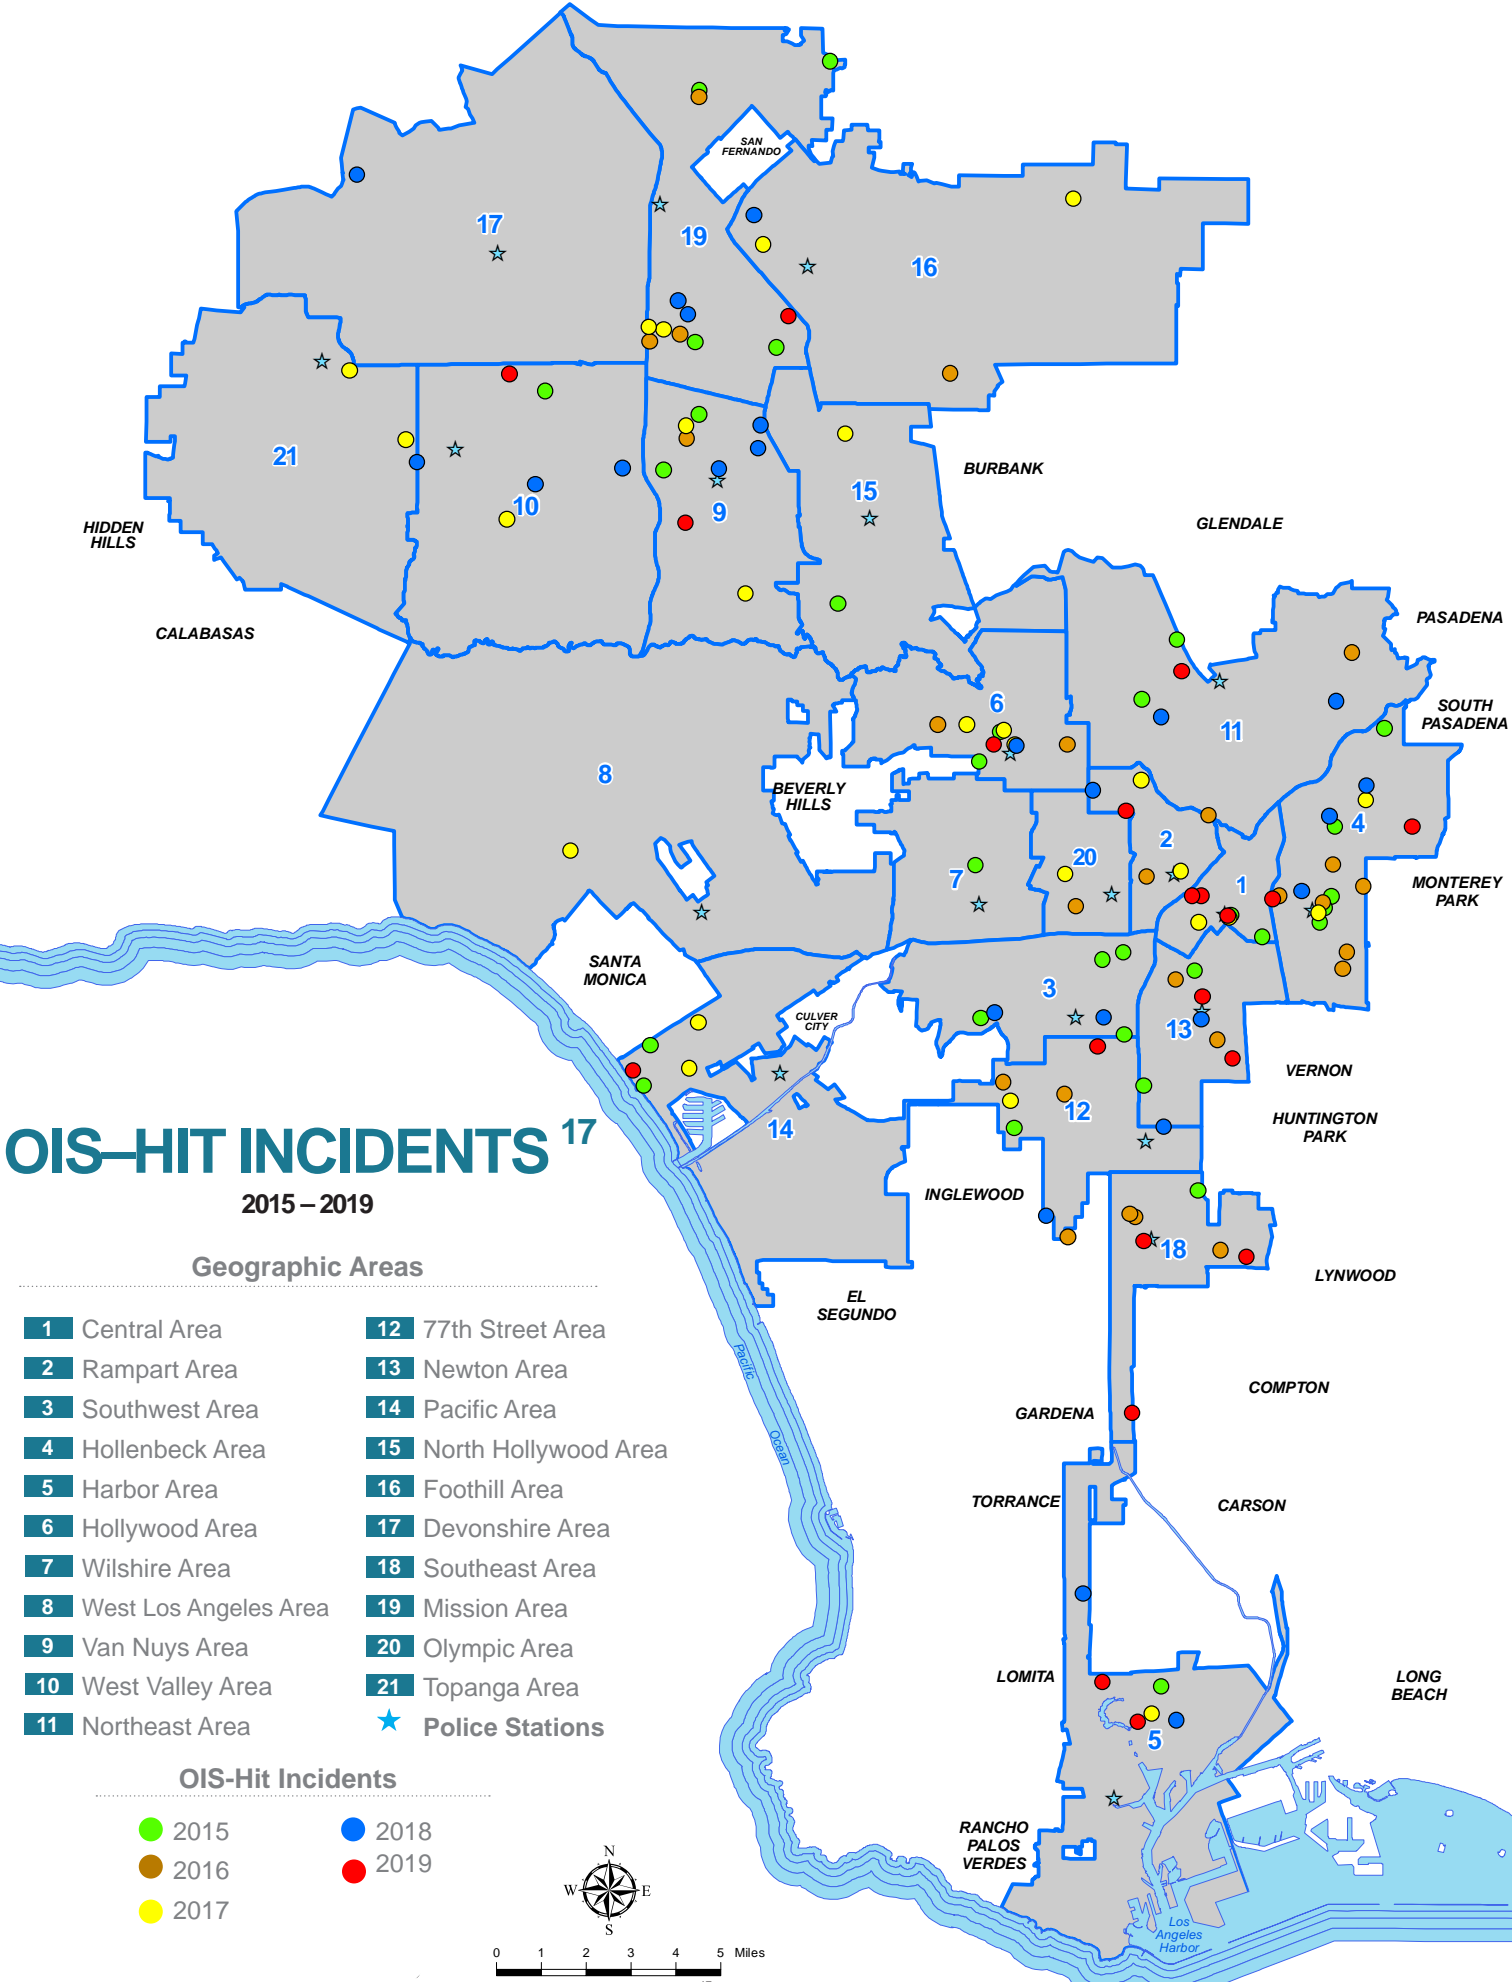 SAN
FERNANDO
17
19
16
21
10
9
15
BURBANK
GLENDALE
HIDDEN
HILLS
CALABASAS
PASADENA
SOUTH
PASADENA
6
11
8
BEVERLY
HILLS
4
2
20
7
1
MONTEREY
PARK
SANTA
MONICA
3
CULVER
CITY
13
VERNON
12
14
HUNTINGTON
PARK
INGLEWOOD
18
LYNWOOD
EL
SEGUNDO
Pacific
Ocean
COMPTON
GARDENA
TORRANCE
CARSON
LOMITA
LONG
BEACH
5
RANCHO
PALOS
VERDES
Los
Angeles
Harbor
OIS–HIT INCIDENTS 17
2015 – 2019
Geographic Areas
1 Central Area
2 Rampart Area
3 Southwest Area
4 Hollenbeck Area
5 Harbor Area
6 Hollywood Area
7 Wilshire Area
8 West Los Angeles Area
9 Van Nuys Area
10 West Valley Area
11 Northeast Area
12 77th Street Area
13 Newton Area
14 Pacific Area
15 North Hollywood Area
16 Foothill Area
17 Devonshire Area
18 Southeast Area
19 Mission Area
20 Olympic Area
21 Topanga Area
Police Stations
OIS-Hit Incidents
2015
2016
2017
2018
2019
N
W E
S
0 1 2 3 4 5 Miles